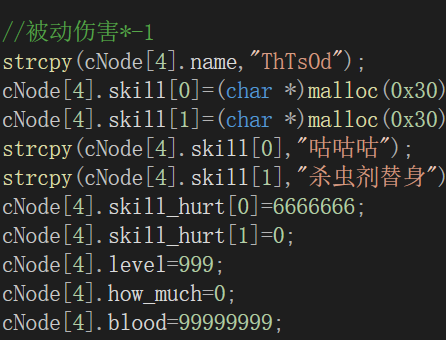 //被动伤害*-1
strcpy(cNode[4].name,"ThTsOd");
cNode[4].skill[0]=(char *)malloc(0x30)
cNode[4].skill[1]=(char *)malloc(0x30)
strcpy(cNode[4].skill[0],"咕咕咕");
strcpy(cNode[4].skill[1],"杀虫剂替身")
cNode[4].skill_hurt[0]=6666666;
cNode[4].skill_hurt[1]=0;
cNode[4].level=999;
cNode[4].how_much=0;
cNode[4].blood=99999999;